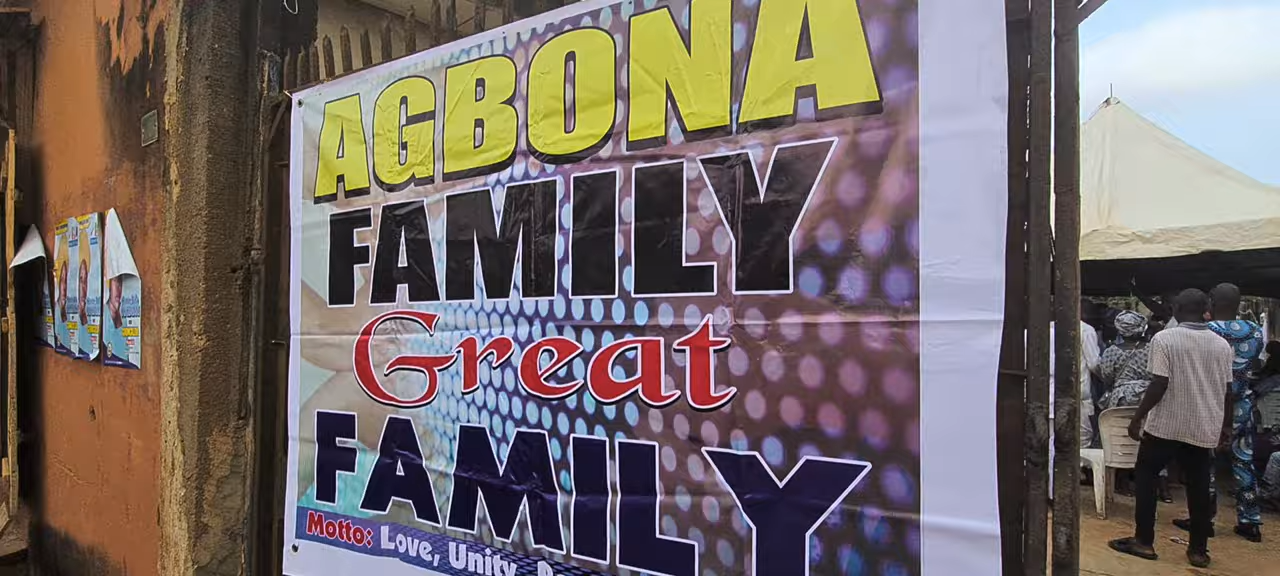 AGBONA
FAMILY
Great
FAMILY
Motto: Love, Unity,